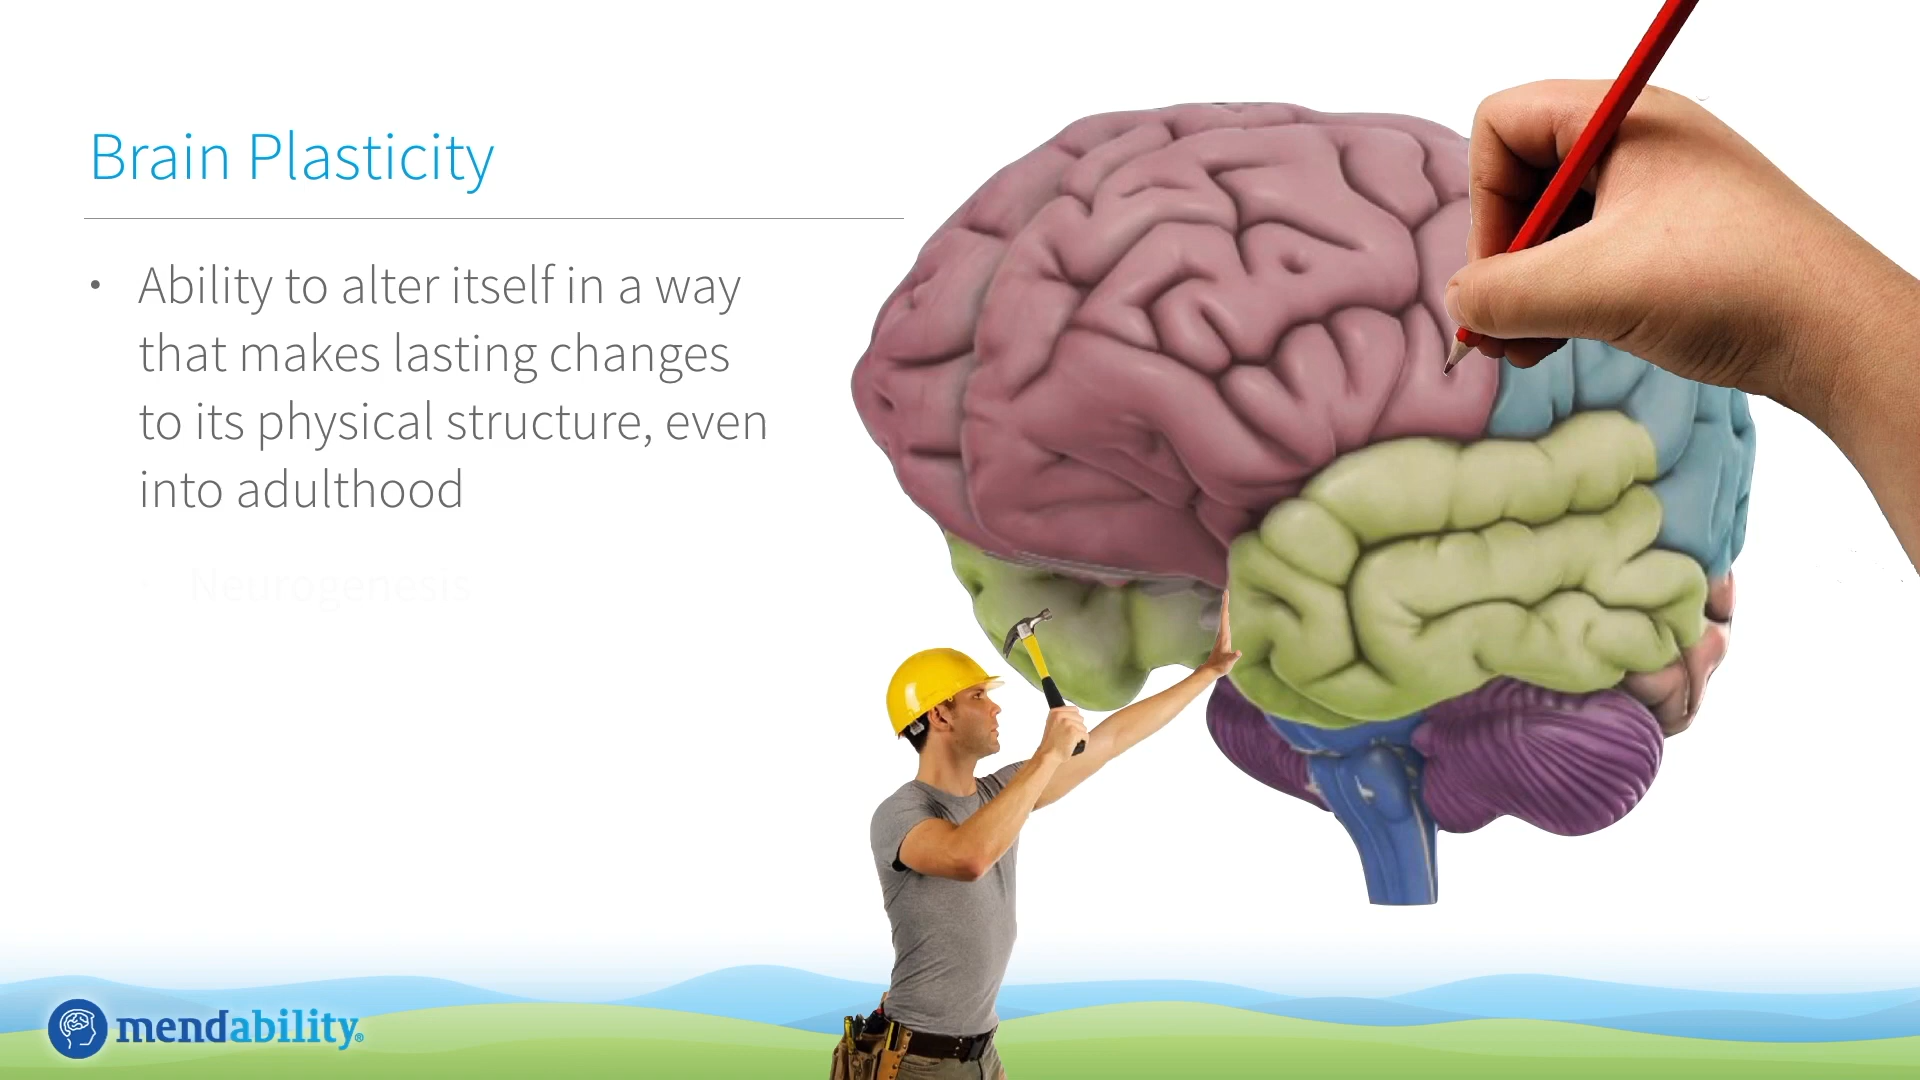 Brain Plasticity
• Ability to alter itself in a way
that makes lasting changes
to its physical structure, even
into adulthood
• Neurogenesis
mendability®